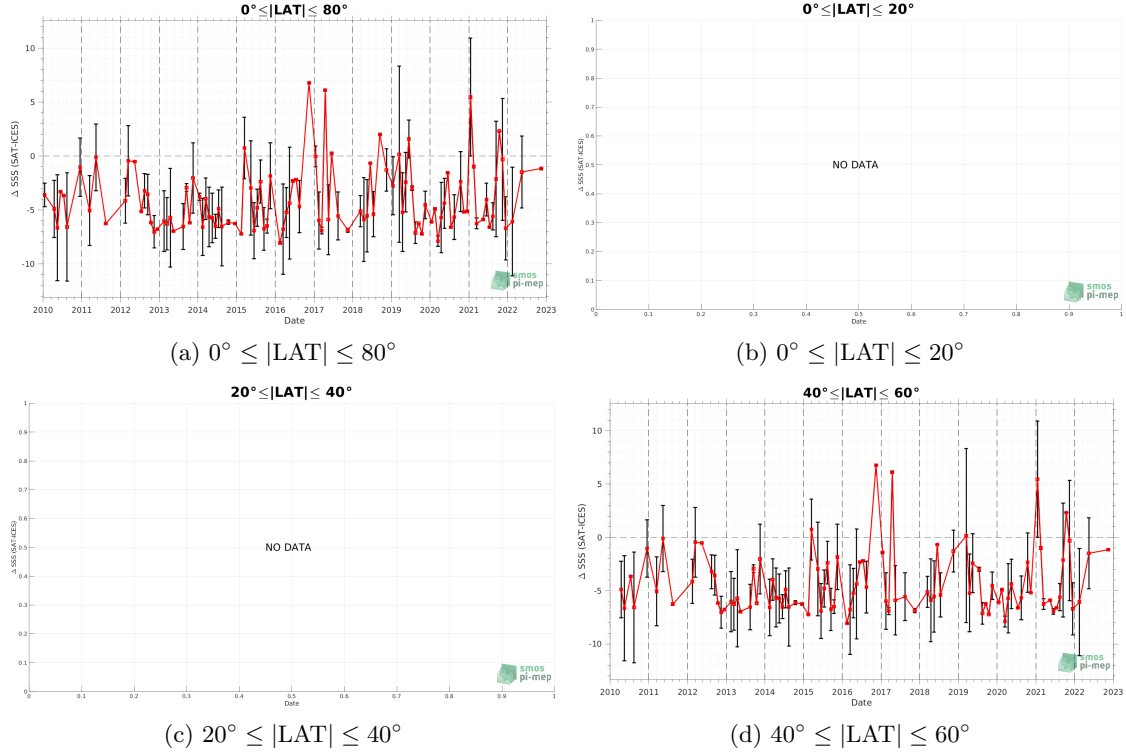 0°≤|LAT|≤ 80°
Δ SSS (SAT-ICES)
10
5
0
-5
-10
2010 2011 2012 2013 2014 2015 2016 2017 2018 2019 2020 2021 2022 2023
Date
smos
pi-mep
(a) 0° ≤ |LAT| ≤ 80°
0°≤|LAT|≤ 20°
Δ SSS (SAT-ICES)
1
0.9
0.8
0.7
0.6
0.5
0.4
0.3
0.2
0.1
0
NO DATA
0 0.1 0.2 0.3 0.4 0.5 0.6 0.7 0.8 0.9 1
Date
smos
pi-mep
(b) 0° ≤ |LAT| ≤ 20°
20°≤|LAT|≤ 40°
Δ SSS (SAT-ICES)
1
0.9
0.8
0.7
0.6
0.5
0.4
0.3
0.2
0.1
0
NO DATA
0 0.1 0.2 0.3 0.4 0.5 0.6 0.7 0.8 0.9 1
Date
smos
pi-mep
(c) 20° ≤ |LAT| ≤ 40°
40°≤|LAT|≤ 60°
Δ SSS (SAT-ICES)
10
5
0
-5
-10
2010 2011 2012 2013 2014 2015 2016 2017 2018 2019 2020 2021 2022 2023
Date
smos
pi-mep
(d) 40° ≤ |LAT| ≤ 60°